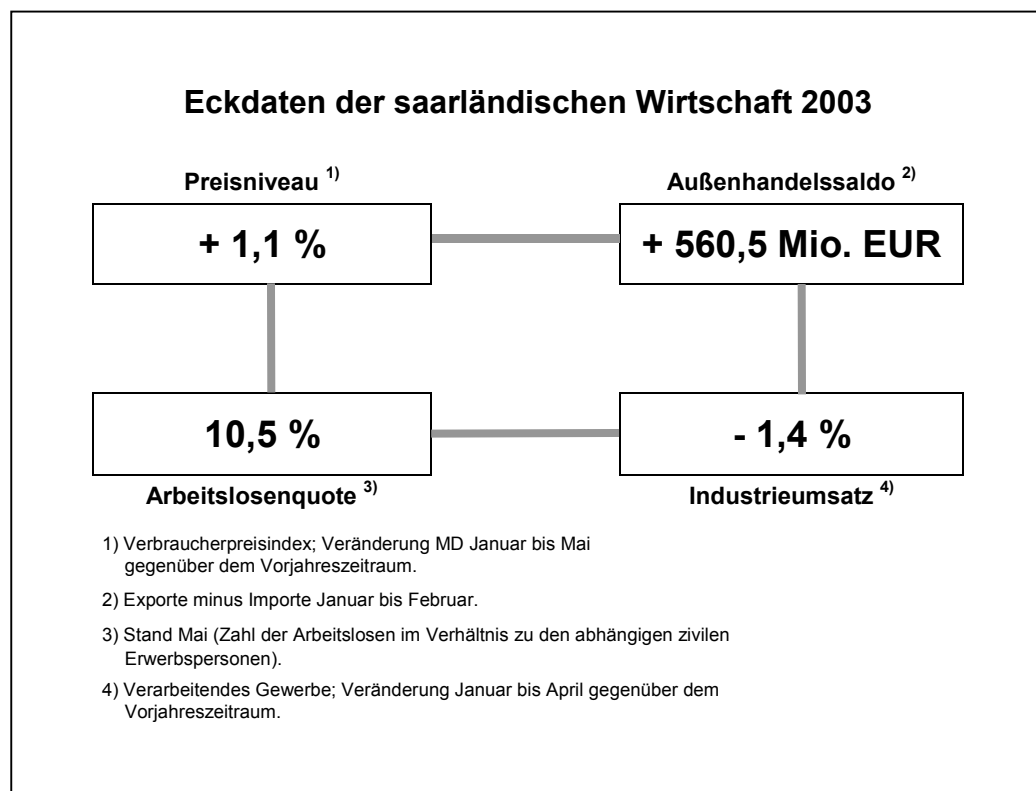 Eckdaten der saarländischen Wirtschaft 2003
Preisniveau 1)
Außenhandelssaldo 2)
+ 1,1 %
+ 560,5 Mio. EUR
10,5 %
- 1,4 %
Arbeitslosenquote 3)
Industrieumsatz 4)
1) Verbraucherpreisindex; Veränderung MD Januar bis Mai
gegenüber dem Vorjahreszeitraum.
2) Exporte minus Importe Januar bis Februar.
3) Stand Mai (Zahl der Arbeitslosen im Verhältnis zu den abhängigen zivilen
Erwerbspersonen).
4) Verarbeitendes Gewerbe; Veränderung Januar bis April gegenüber dem
Vorjahreszeitraum.